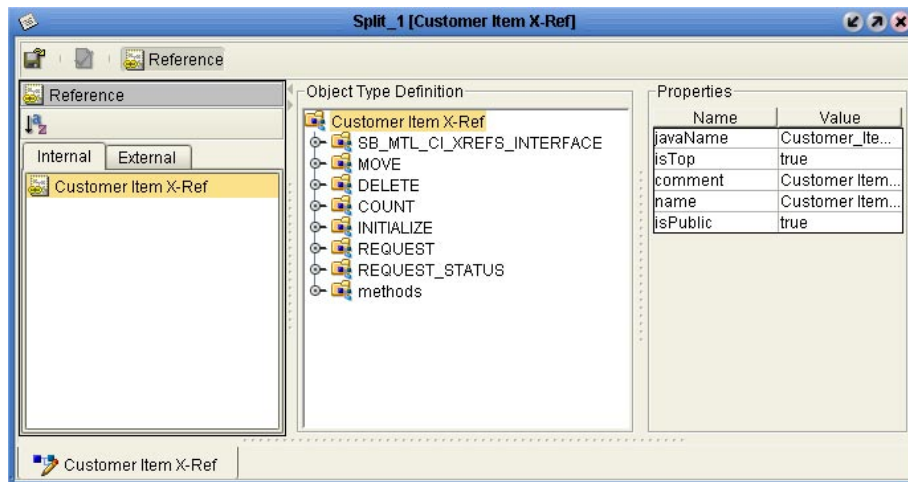 Split_1 [Customer Item X-Ref]
Reference
Reference
Internal External
Customer Item X-Ref
Object Type Definition
Customer Item X-Ref
SB_MTL_CI_XREFS_INTERFACE
MOVE
DELETE
COUNT
INITIALIZE
REQUEST
REQUEST_STATUS
methods
Properties
Name Value
javaName Customer_Ite...
isTop true
comment Customer Item...
name Customer Item...
isPublic true
Customer Item X-Ref